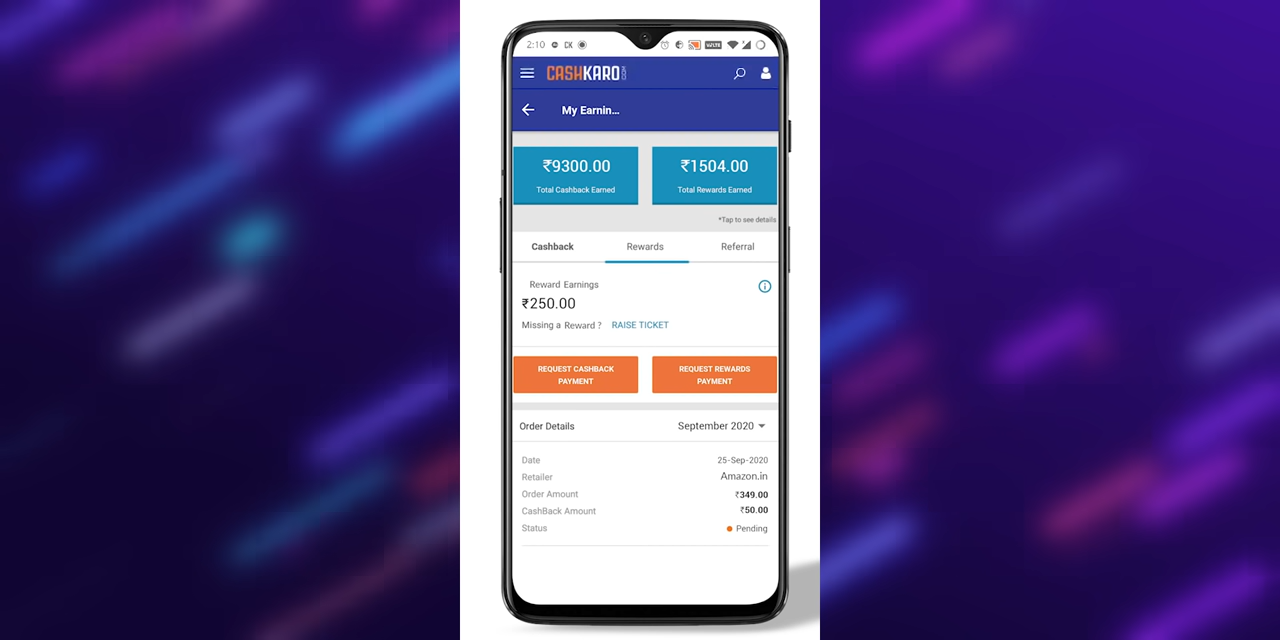 2:10 DK VoLTE
CASHKARO.COM
My Earnin...
₹9300.00
Total Cashback Earned
₹1504.00
Total Rewards Earned
*Tap to see details
Cashback Rewards Referral
Reward Earnings
₹250.00
Missing a Reward ? RAISE TICKET
REQUEST CASHBACK
PAYMENT
REQUEST REWARDS
PAYMENT
Order Details September 2020
Date 25-Sep-2020
Retailer Amazon.in
Order Amount ₹349.00
CashBack Amount ₹50.00
Status Pending